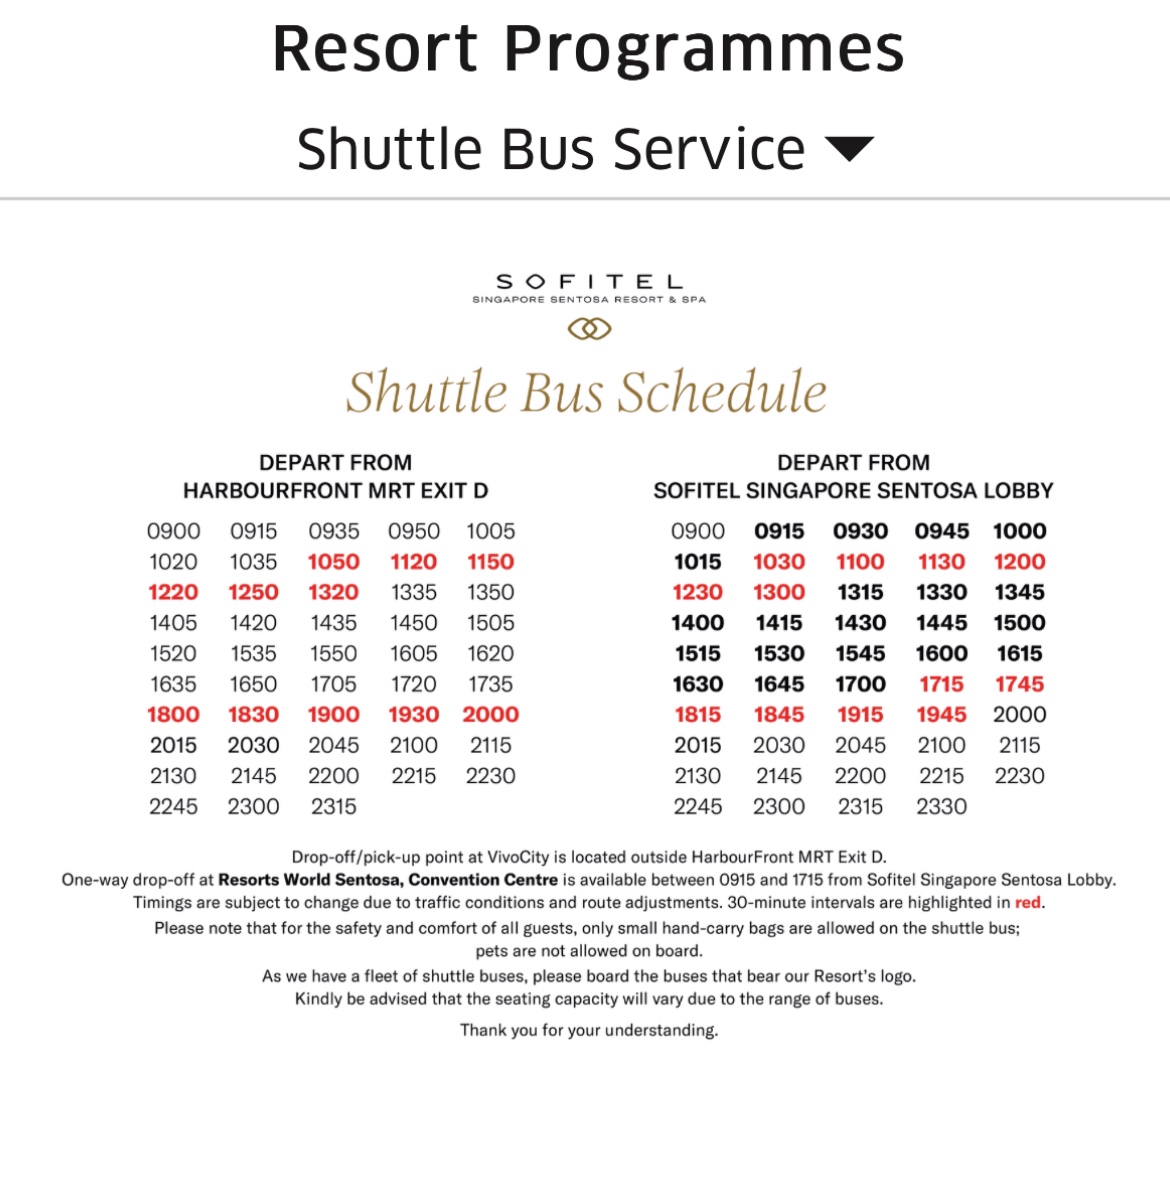 Resort Programmes
Shuttle Bus Service
SOFITEL
SINGAPORE SENTOSA RESORT & SPA
Shuttle Bus Schedule
DEPART FROM
HARBOURFRONT MRT EXIT D
0900 0915 0935 0950 1005
1020 1035 1050 1120 1150
1220 1250 1320 1335 1350
1405 1420 1435 1450 1505
1520 1535 1550 1605 1620
1635 1650 1705 1720 1735
1800 1830 1900 1930 2000
2015 2030 2045 2100 2115
2130 2145 2200 2215 2230
2245 2300 2315
DEPART FROM
SOFITEL SINGAPORE SENTOSA LOBBY
0900 0915 0930 0945 1000
1015 1030 1100 1130 1200
1230 1300 1315 1330 1345
1400 1415 1430 1445 1500
1515 1530 1545 1600 1615
1630 1645 1700 1715 1745
1815 1845 1915 1945 2000
2015 2030 2045 2100 2115
2130 2145 2200 2215 2230
2245 2300 2315 2330
Drop-off/pick-up point at VivoCity is located outside HarbourFront MRT Exit D.
One-way drop-off at Resorts World Sentosa, Convention Centre is available between 0915 and 1715 from Sofitel Singapore Sentosa Lobby.
Timings are subject to change due to traffic conditions and route adjustments. 30-minute intervals are highlighted in red.
Please note that for the safety and comfort of all guests, only small hand-carry bags are allowed on the shuttle bus;
pets are not allowed on board.
As we have a fleet of shuttle buses, please board the buses that bear our Resort's logo.
Kindly be advised that the seating capacity will vary due to the range of buses.
Thank you for your understanding.